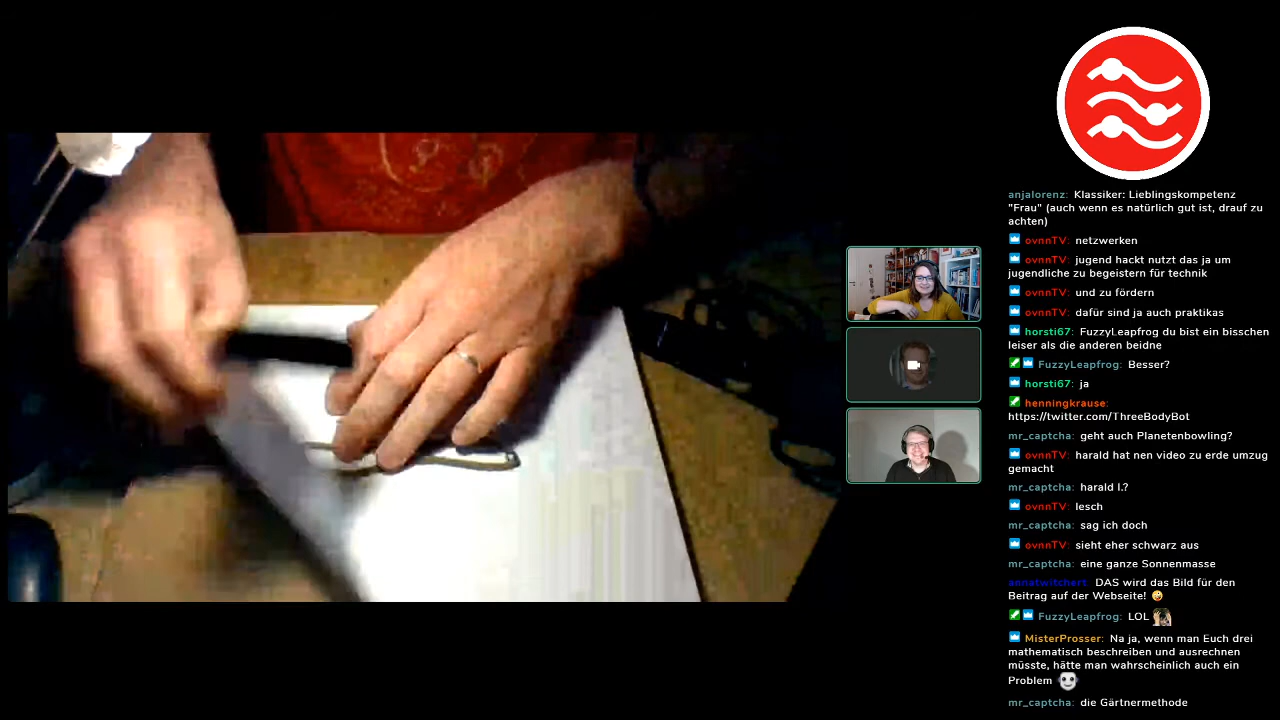 anjalorenz: Klassiker: Lieblingskompetenz
"Frau" (auch wenn es natürlich gut ist, drauf zu
achten)
ovnnTV: netzwerken
ovnnTV: jugend hackt nutzt das ja um
jugendliche zu begeistern für technik
ovnnTV: und zu fördern
ovnnTV: dafür sind ja auch praktikas
horsti67: FuzzyLeapfrog du bist ein bisschen
leiser als die anderen beidne
FuzzyLeapfrog: Besser?
horsti67: ja
henningkrause:
https://twitter.com/ThreeBodyBot
mr_captcha: geht auch Planetenbowling?
ovnnTV: harald hat nen video zu erde umzug
gemacht
mr_captcha: harald l.?
ovnnTV: lesch
mr_captcha: sag ich doch
ovnnTV: sieht eher schwarz aus
mr_captcha: eine ganze Sonnenmasse
annatwitchert DAS wird das Bild für den
Beitrag auf der Webseite! 🤪
FuzzyLeapfrog: LOL
MisterProsser: Na ja, wenn man Euch drei
mathematisch beschreiben und ausrechnen
müsste, hätte man wahrscheinlich auch ein
Problem
mr_captcha: die Gärtnermethode